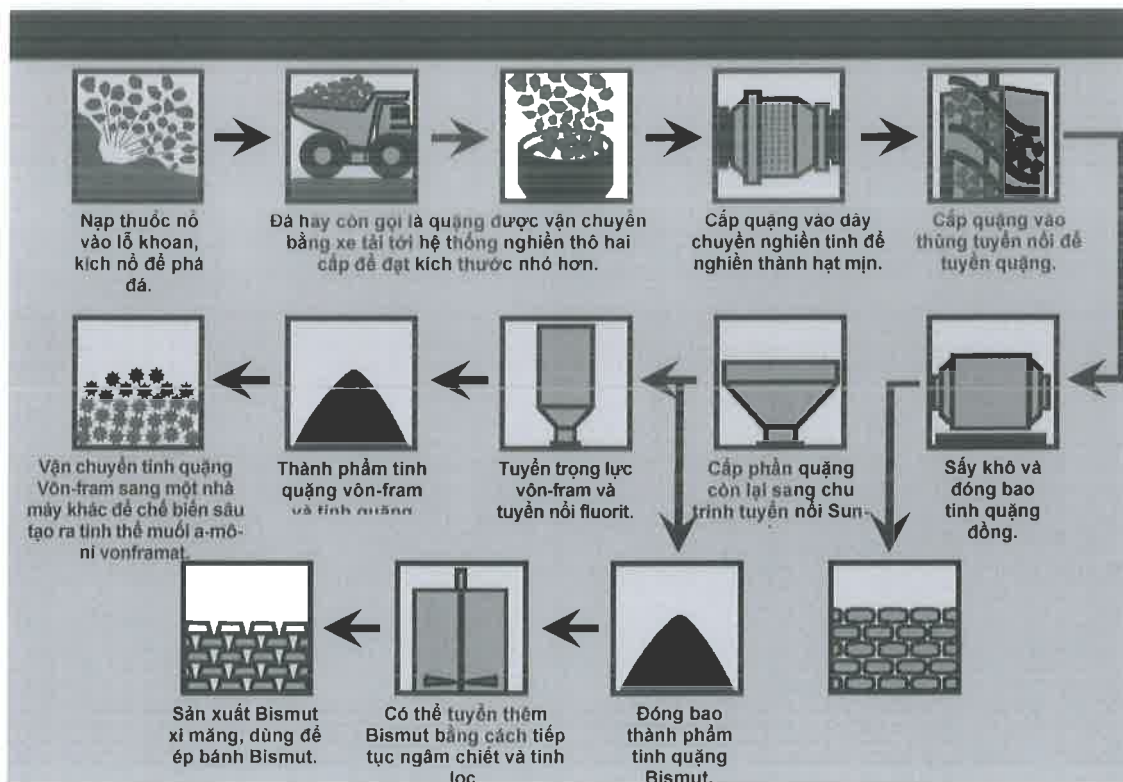 Nạp thuốc nổ
vào lỗ khoan,
kích nổ để phá
đá.
Đá hay còn gọi là quặng được vận chuyển
bằng xe tải tới hệ thống nghiền thô hai
cấp để đạt kích thước nhỏ hơn.
Cấp quặng vào dây
chuyền nghiền tinh để
nghiền thành hạt mịn.
Cấp quặng vào
thùng tuyển nổi để
tuyển quặng.
Vận chuyển tinh quặng
Vôn-fram sang một nhà
máy khác để chế biến sâu
tạo ra tinh thể muối a-mô-
ni vonframat.
Thành phẩm tinh
quặng vôn-fram
và tinh quặng
Tuyển trọng lực
vôn-fram và
tuyển nổi fluorit.
Cấp phần quặng
còn lại sang chu
trình tuyển nổi Sun-
Sấy khô và
đóng bao
tinh quặng
đồng.
Sản xuất Bismut
xi măng, dùng để
ép bánh Bismut.
Có thể tuyển thêm
Bismut bằng cách tiếp
tục ngâm chiết và tinh
lọc
Đóng bao
thành phẩm
tinh quặng
Bismut.